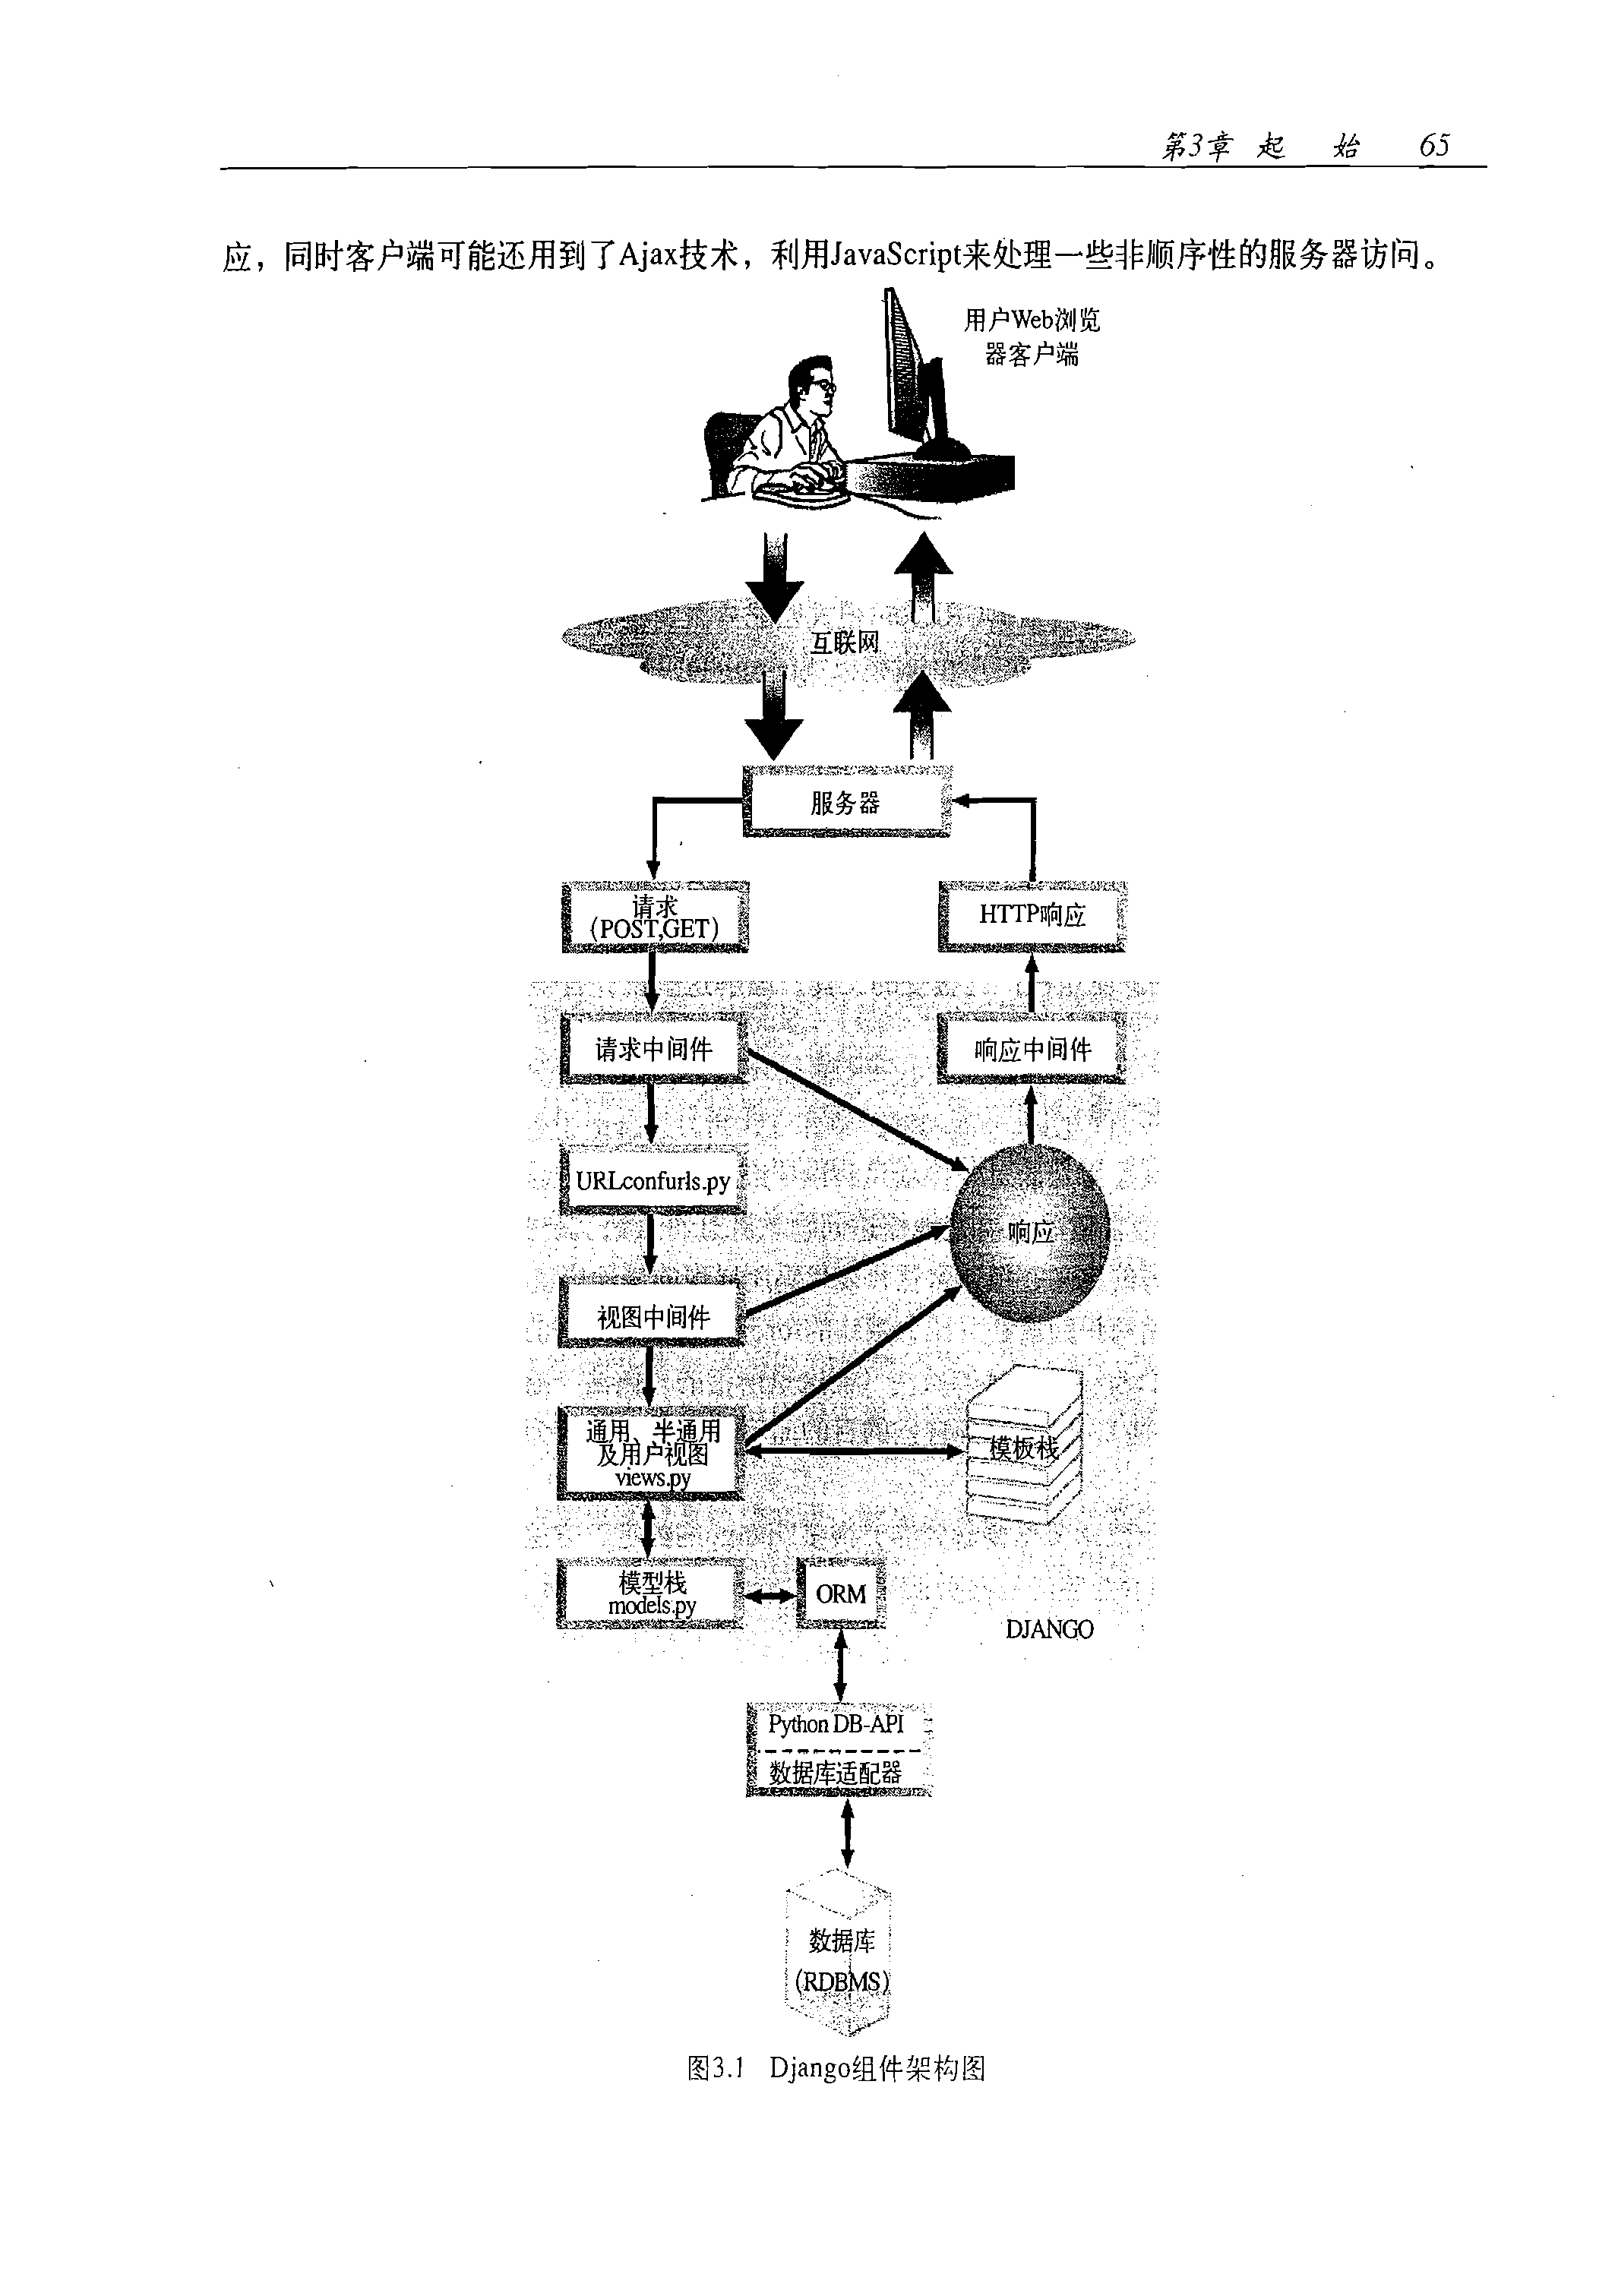 第3章 起 始 65
应，同时客户端可能还用到了Ajax技术，利用JavaScript来处理一些非顺序性的服务器访问。
用户Web浏览
器客户端
互联网
服务器
请求
(POST,GET)
HTTP响应
请求中间件
响应中间件
URLconfurls.py
响应
视图中间件
通用、半通用
及用户视图
views.py
模板栈
模型栈
models.py
ORM
DJANGO
Python DB-API
数据库适配器
数据库
(RDBMS)
图3.1 Django组件架构图